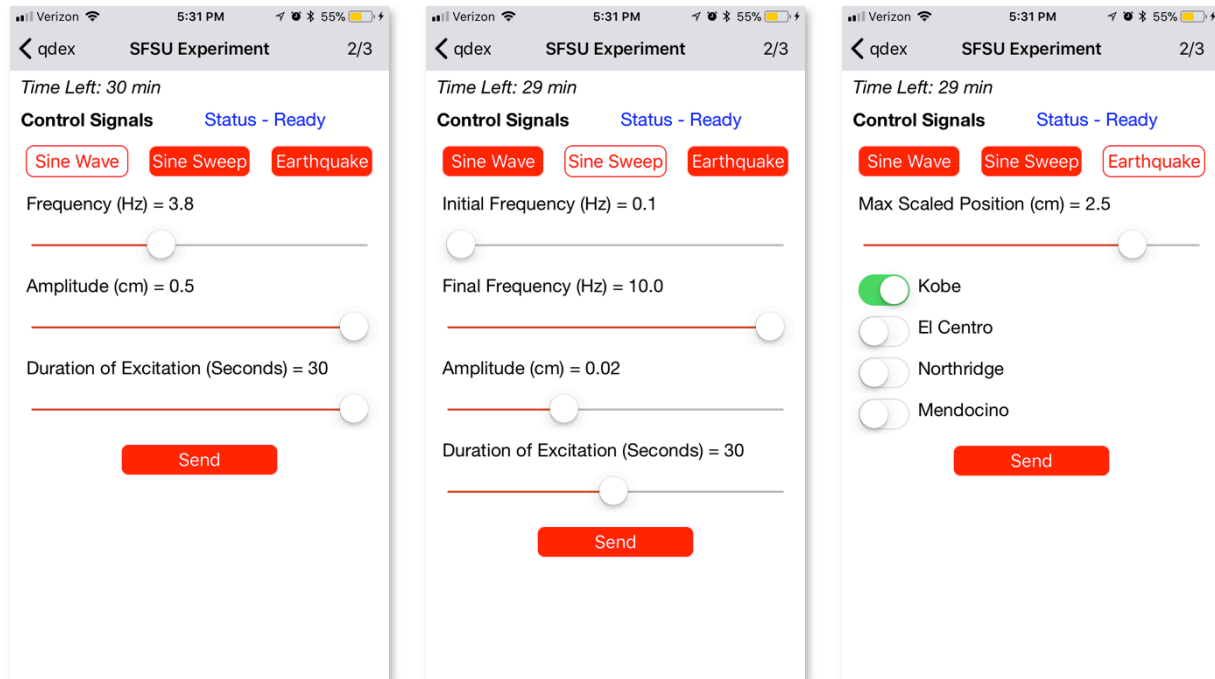 Verizon 5:31 PM 55%
qdex SFSU Experiment 2/3
Time Left: 30 min
Control Signals Status - Ready
Sine Wave Sine Sweep Earthquake
Frequency (Hz) = 3.8
Amplitude (cm) = 0.5
Duration of Excitation (Seconds) = 30
Send
Verizon 5:31 PM 55%
qdex SFSU Experiment 2/3
Time Left: 29 min
Control Signals Status - Ready
Sine Wave Sine Sweep Earthquake
Initial Frequency (Hz) = 0.1
Final Frequency (Hz) = 10.0
Amplitude (cm) = 0.02
Duration of Excitation (Seconds) = 30
Send
Verizon 5:31 PM 55%
qdex SFSU Experiment 2/3
Time Left: 29 min
Control Signals Status - Ready
Sine Wave Sine Sweep Earthquake
Max Scaled Position (cm) = 2.5
Kobe
El Centro
Northridge
Mendocino
Send